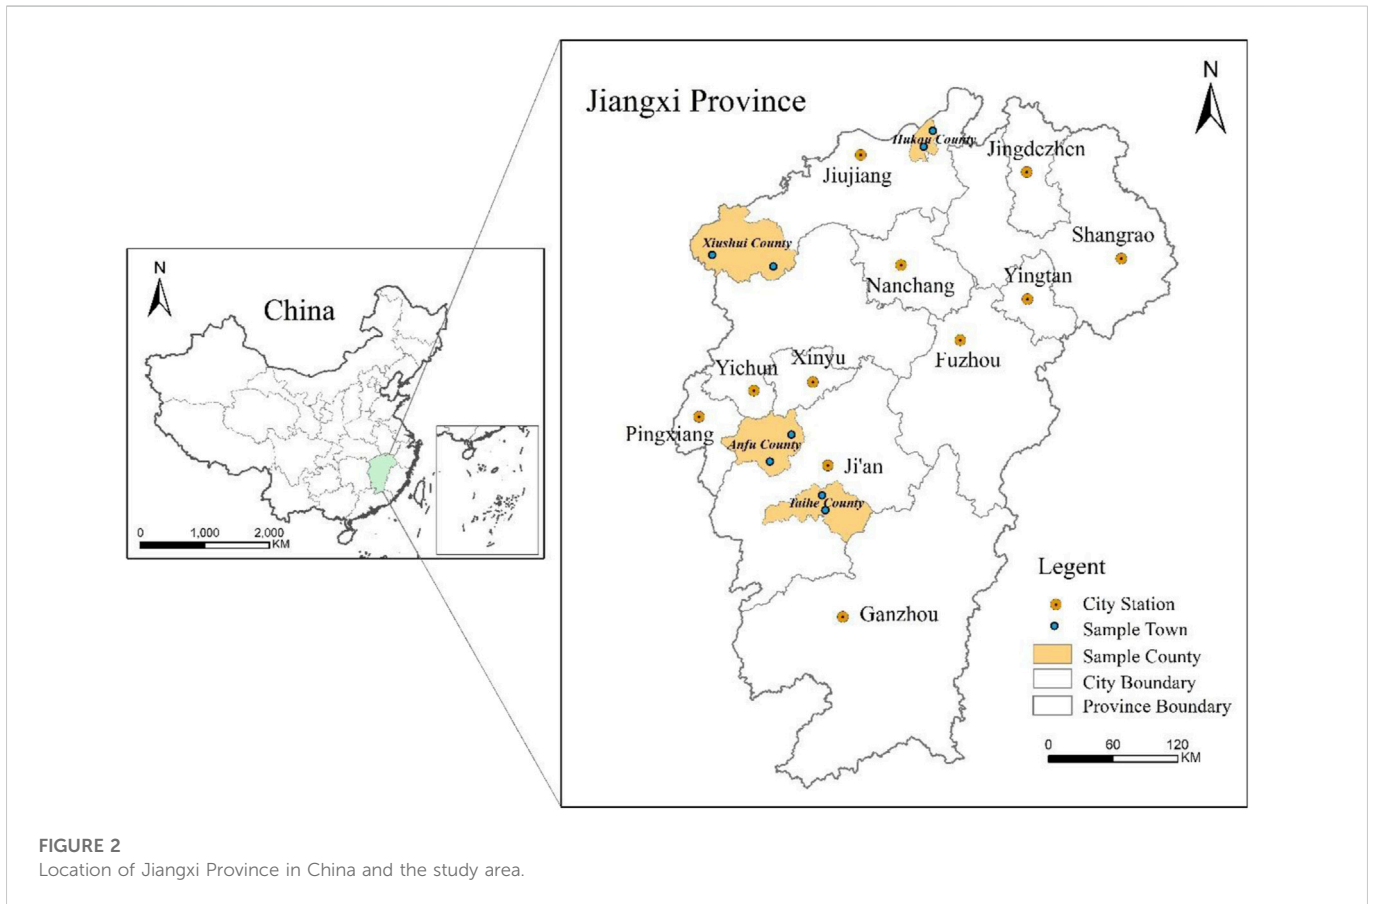 N
China
0 1,000 2,000
KM
Jiangxi Province
N
Hukou County
Jingdezhen
Jiujiang
Xiushui County
Shangrao
Nanchang
Yingtan
Yichun
Xinyu
Fuzhou
Pingxiang
Anfu County
Ji'an
Taihe County
Ganzhou
Legent
City Station
Sample Town
Sample County
City Boundary
Province Boundary
0 60 120
KM
FIGURE 2
Location of Jiangxi Province in China and the study area.